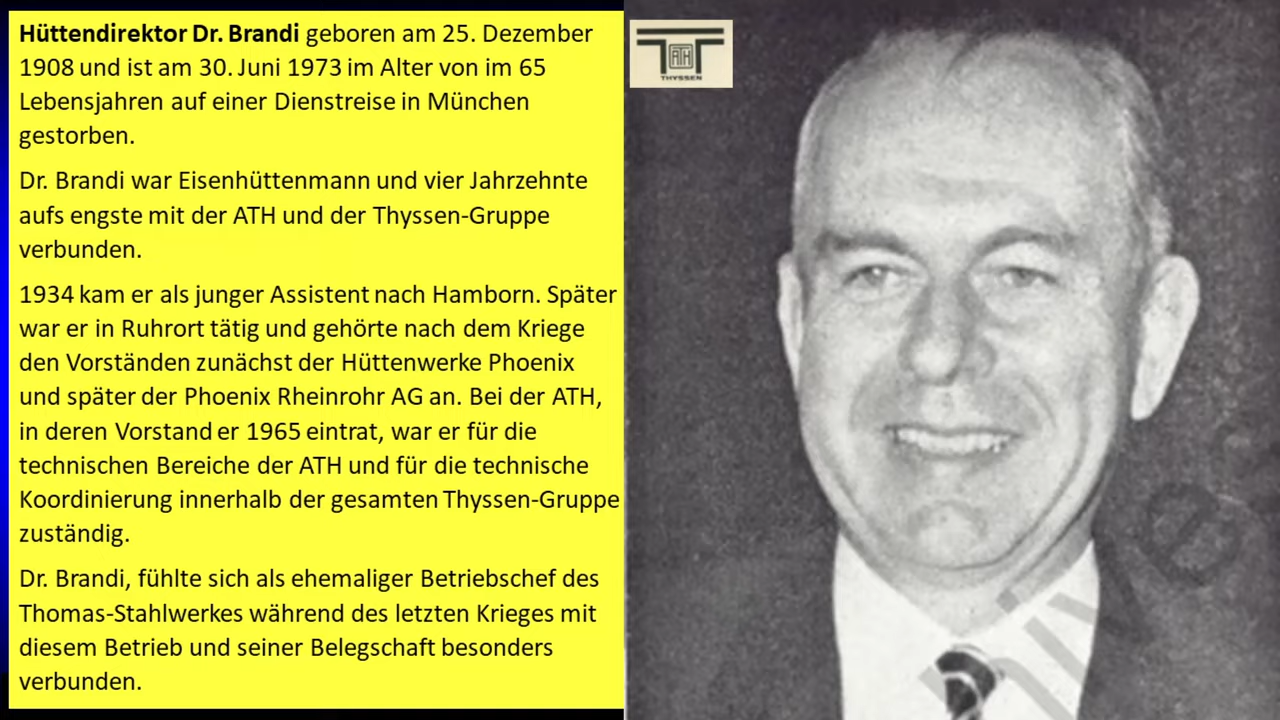 Hüttendirektor Dr. Brandi geboren am 25. Dezember
1908 und ist am 30. Juni 1973 im Alter von im 65
Lebensjahren auf einer Dienstreise in München
gestorben.
Dr. Brandi war Eisenhüttenmann und vier Jahrzehnte
aufs engste mit der ATH und der Thyssen-Gruppe
verbunden.
1934 kam er als junger Assistent nach Hamborn. Später
war er in Ruhrort tätig und gehörte nach dem Kriege
den Vorständen zunächst der Hüttenwerke Phoenix
und später der Phoenix Rheinrohr AG an. Bei der ATH,
in deren Vorstand er 1965 eintrat, war er für die
technischen Bereiche der ATH und für die technische
Koordinierung innerhalb der gesamten Thyssen-Gruppe
zuständig.
Dr. Brandi, fühlte sich als ehemaliger Betriebschef des
Thomas-Stahlwerkes während des letzten Krieges mit
diesem Betrieb und seiner Belegschaft besonders
verbunden.
ATH
THYSSEN